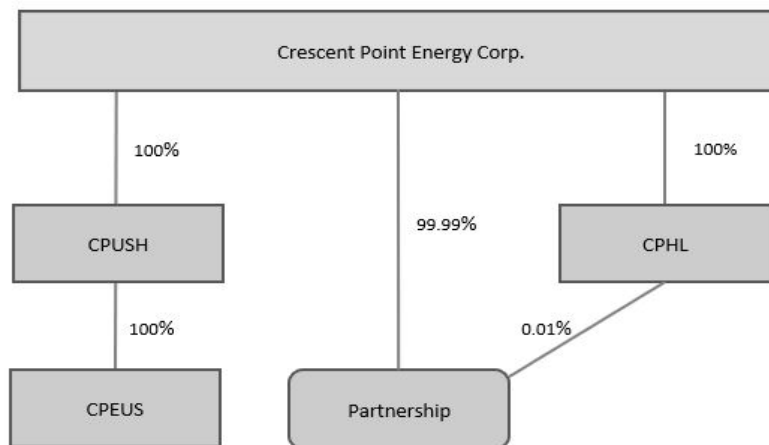 Crescent Point Energy Corp.
100%
100%
99.99%
CPUSH
CPHL
100%
0.01%
CPEUS
Partnership